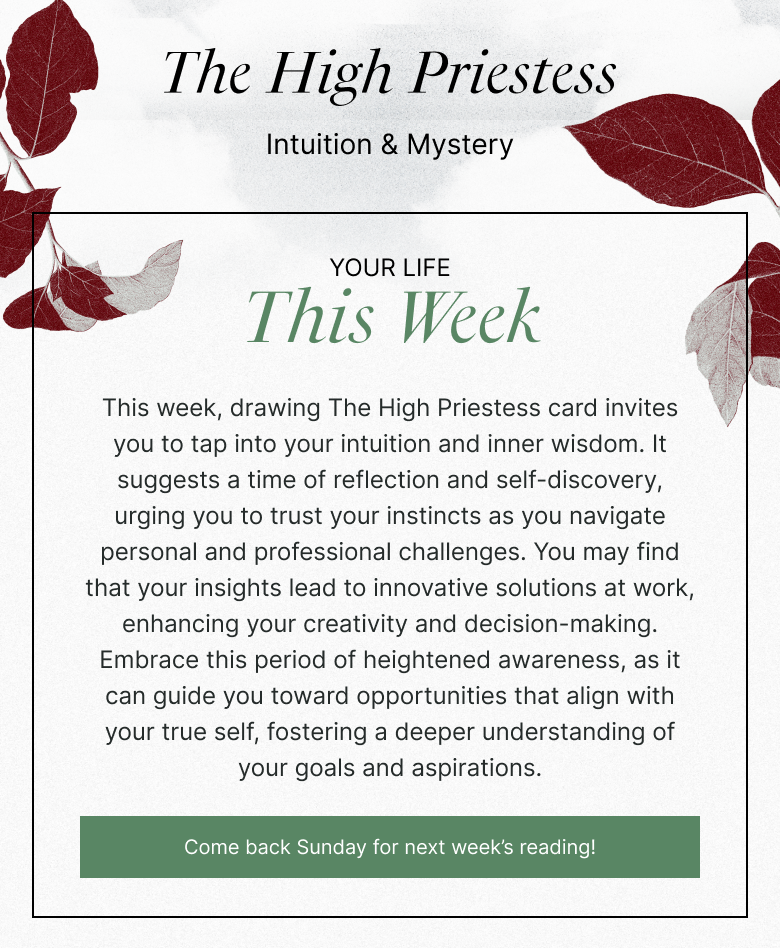 The High Priestess
Intuition & Mystery
YOUR LIFE
This Week
This week, drawing The High Priestess card invites
you to tap into your intuition and inner wisdom. It
suggests a time of reflection and self-discovery,
urging you to trust your instincts as you navigate
personal and professional challenges. You may find
that your insights lead to innovative solutions at work,
enhancing your creativity and decision-making.
Embrace this period of heightened awareness, as it
can guide you toward opportunities that align with
your true self, fostering a deeper understanding of
your goals and aspirations.
Come back Sunday for next week’s reading!